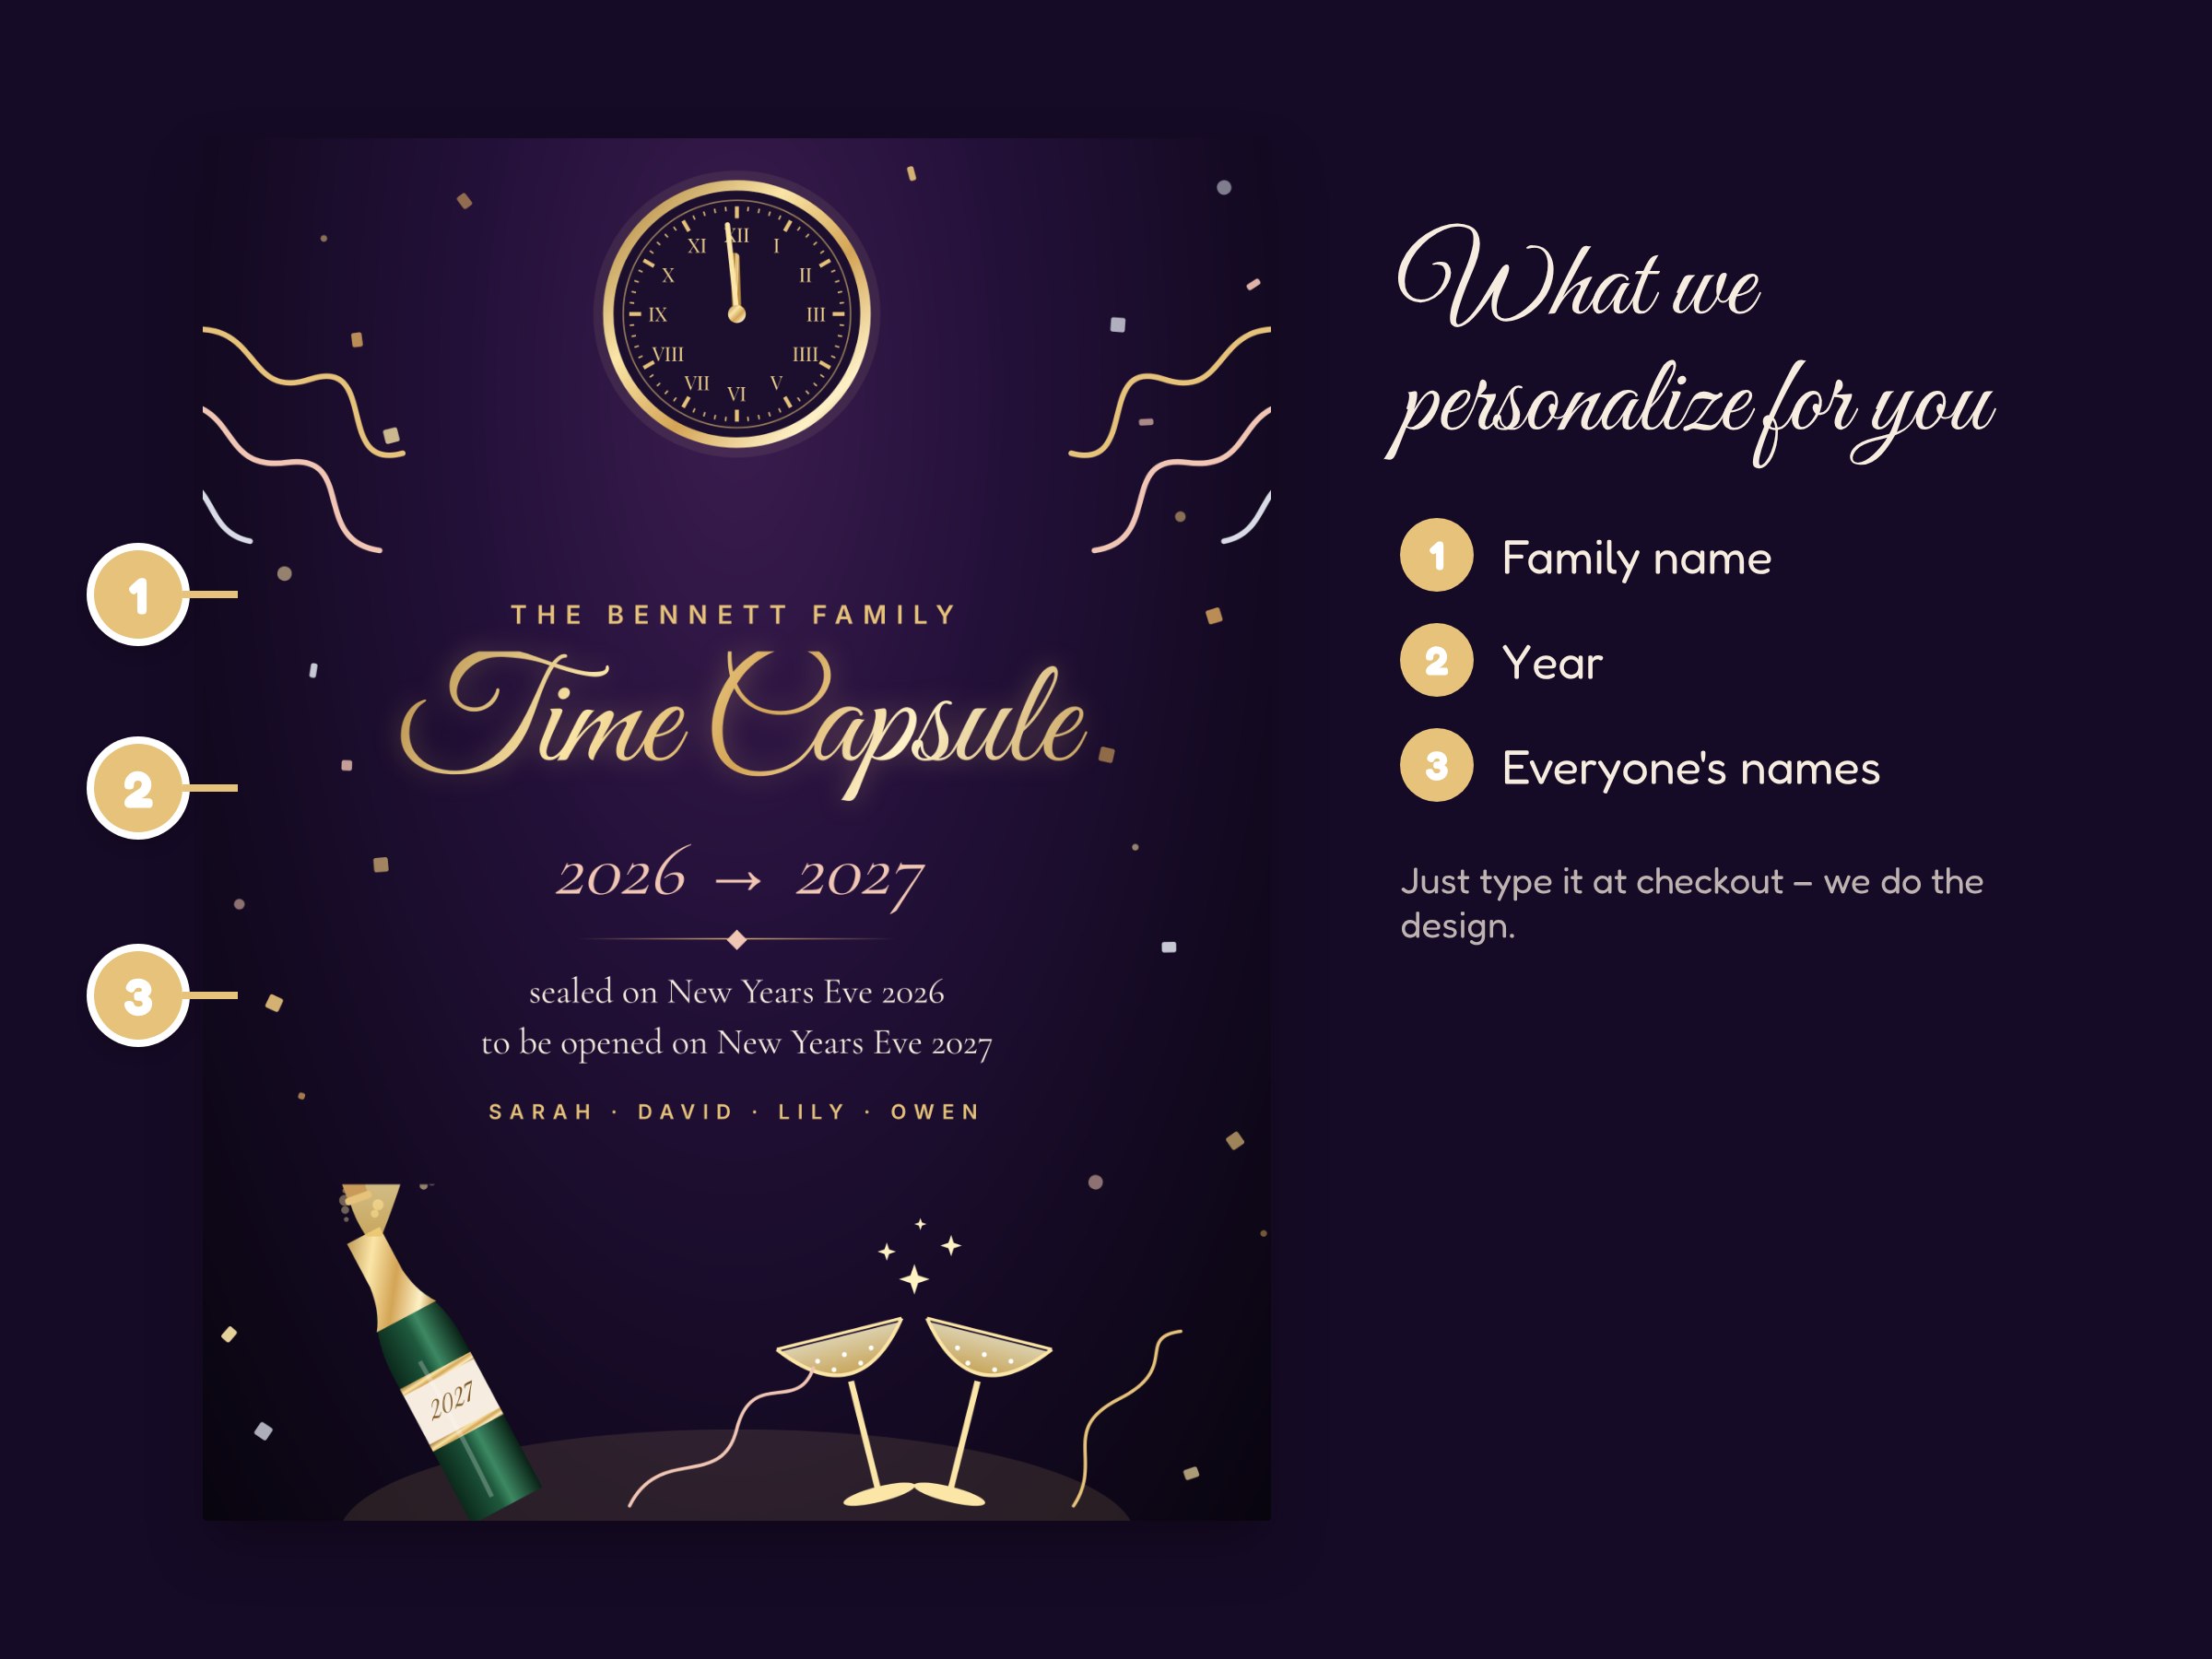 XII
I
II
III
IIII
V
VI
VII
VIII
IX
X
XI
THE BENNETT FAMILY
Time Capsule
2026 → 2027
sealed on New Years Eve 2026
to be opened on New Years Eve 2027
SARAH · DAVID · LILY · OWEN
2027
1
2
3
What we
personalize for you
1 Family name
2 Year
3 Everyone's names
Just type it at checkout – we do the
design.